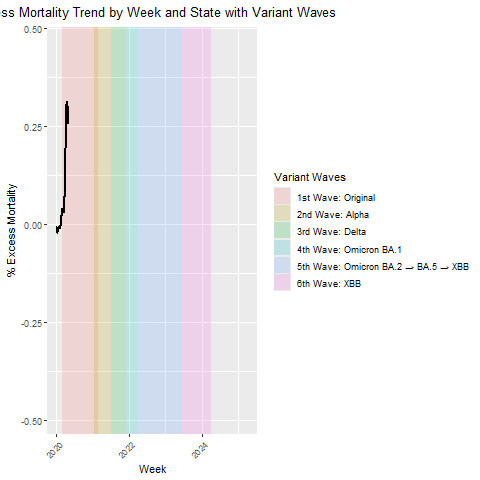 ess Mortality Trend by Week and State with Variant Waves
0.50
0.25
0.00
-0.25
-0.50
% Excess Mortality
2020
2022
2024
Week
Variant Waves
1st Wave: Original
2nd Wave: Alpha
3rd Wave: Delta
4th Wave: Omicron BA.1
5th Wave: Omicron BA.2 → BA.5 → XBB
6th Wave: XBB